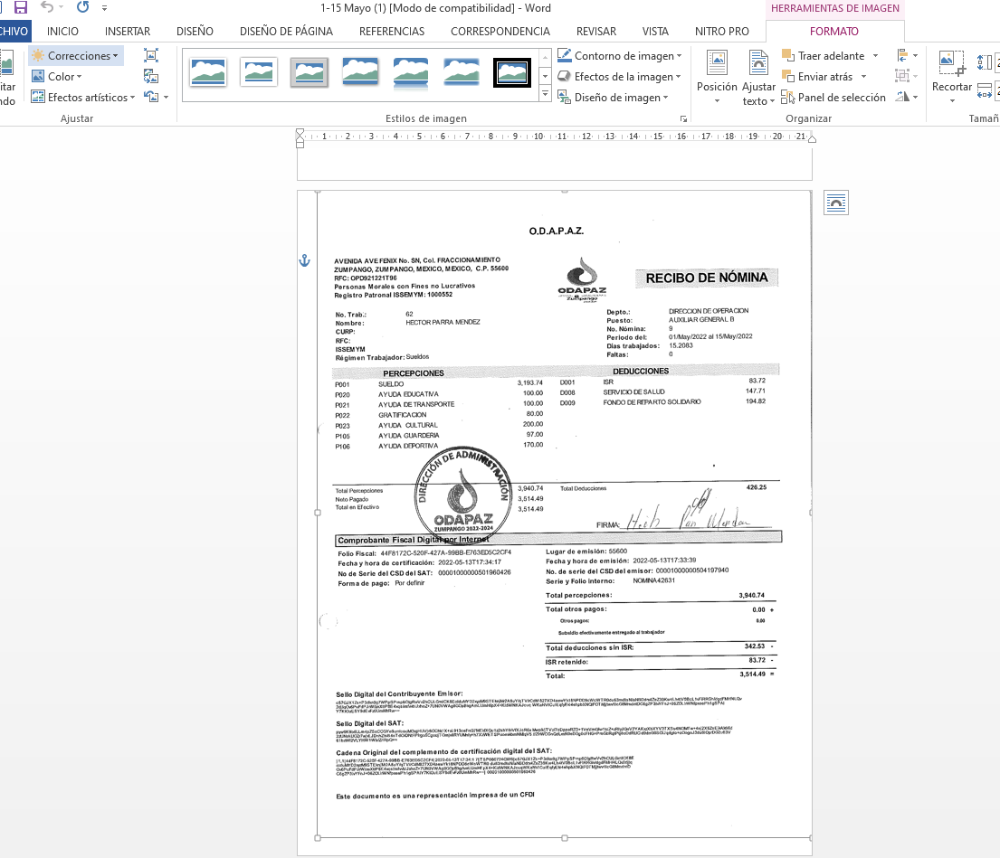 1-15 Mayo (1) [Modo de compatibilidad] - Word
HERRAMIENTAS DE IMAGEN
CHIVO INICIO INSERTAR DISEÑO DISEÑO DE PÁGINA REFERENCIAS CORRESPONDENCIA REVISAR VISTA NITRO PRO FORMATO
Correcciones
Color
Efectos artísticos
Ajustar
Estilos de imagen
Contorno de imagen
Efectos de la imagen
Diseño de imagen
Posición
Ajustar texto
Traer adelante
Enviar atrás
Panel de selección
Organizar
Recortar
Tamañ
1 2 3 4 5 6 7 8 9 10 11 12 13 14 15 16 17 18 19 20 21
O.D.A.P.A.Z.
AVENIDA AVE FENIX No. SN, Col. FRACCIONAMIENTO
ZUMPANGO, ZUMPANGO, MEXICO, MEXICO, C.P. 55600
RFC: OPD921221T96
Personas Morales con Fines no Lucrativos
Registro Patronal ISSEMYM: 1000552
ODAPAZ
Zumpango
RECIBO DE NÓMINA
No. Trab.: 62
Nombre: HECTOR PARRA MENDEZ
CURP:
RFC:
ISSEMYM
Régimen Trabajador: Sueldos
Depto.: DIRECCION DE OPERACION
Puesto: AUXILIAR GENERAL B
No. Nómina: 9
Periodo del: 01/May/2022 al 15/May/2022
Dias trabajados: 15.2083
Faltas: 0
PERCEPCIONES DEDUCCIONES
P001 SUELDO 3,193.74 D001 ISR 83.72
P020 AYUDA EDUCATIVA 100.00 D008 SERVICIO DE SALUD 147.71
P021 AYUDA DE TRANSPORTE 100.00 D009 FONDO DE REPARTO SOLIDARIO 194.82
P022 GRATIFICACION 80.00
P023 AYUDA CULTURAL 200.00
P105 AYUDA GUARDERIA 97.00
P106 AYUDA DEPORTIVA 170.00
DIRECCIÓN DE ADMINISTRACIÓN
ODAPAZ
ZUMPANGO 2022-2024
Total Percepciones 3,940.74 Total Deducciones 426.25
Neto Pagado 3,514.49
Total en Efectivo 3,514.49
FIRMA:
Comprobante Fiscal Digital por Internet
Folio Fiscal: 44F8172C-520F-427A-99BB-E763ED5C2CF4
Fecha y hora de certificación: 2022-05-13T17:34:17
No de Serie del CSD del SAT: 00001000000501960426
Forma de pago: Por definir
Lugar de emisión: 55600
Fecha y hora de emisión: 2022-05-13T17:33:39
No. de serie del CSD del emisor: 00001000000504197940
Serie y Folio interno: NOMINA42631
Total percepciones: 3,940.74
Total otros pagos: 0.00 +
Otros pagos: 0.00
Subsidio efectivamente entregado al trabajador
Total deducciones sin ISR: 342.53 -
ISR retenido: 83.72 -
Total: 3,514.49 =
Sello Digital del Contribuyente Emisor:
Sello Digital del SAT:
Cadena Original del complemento de certificación digital del SAT:
Este documento es una representación impresa de un CFDI